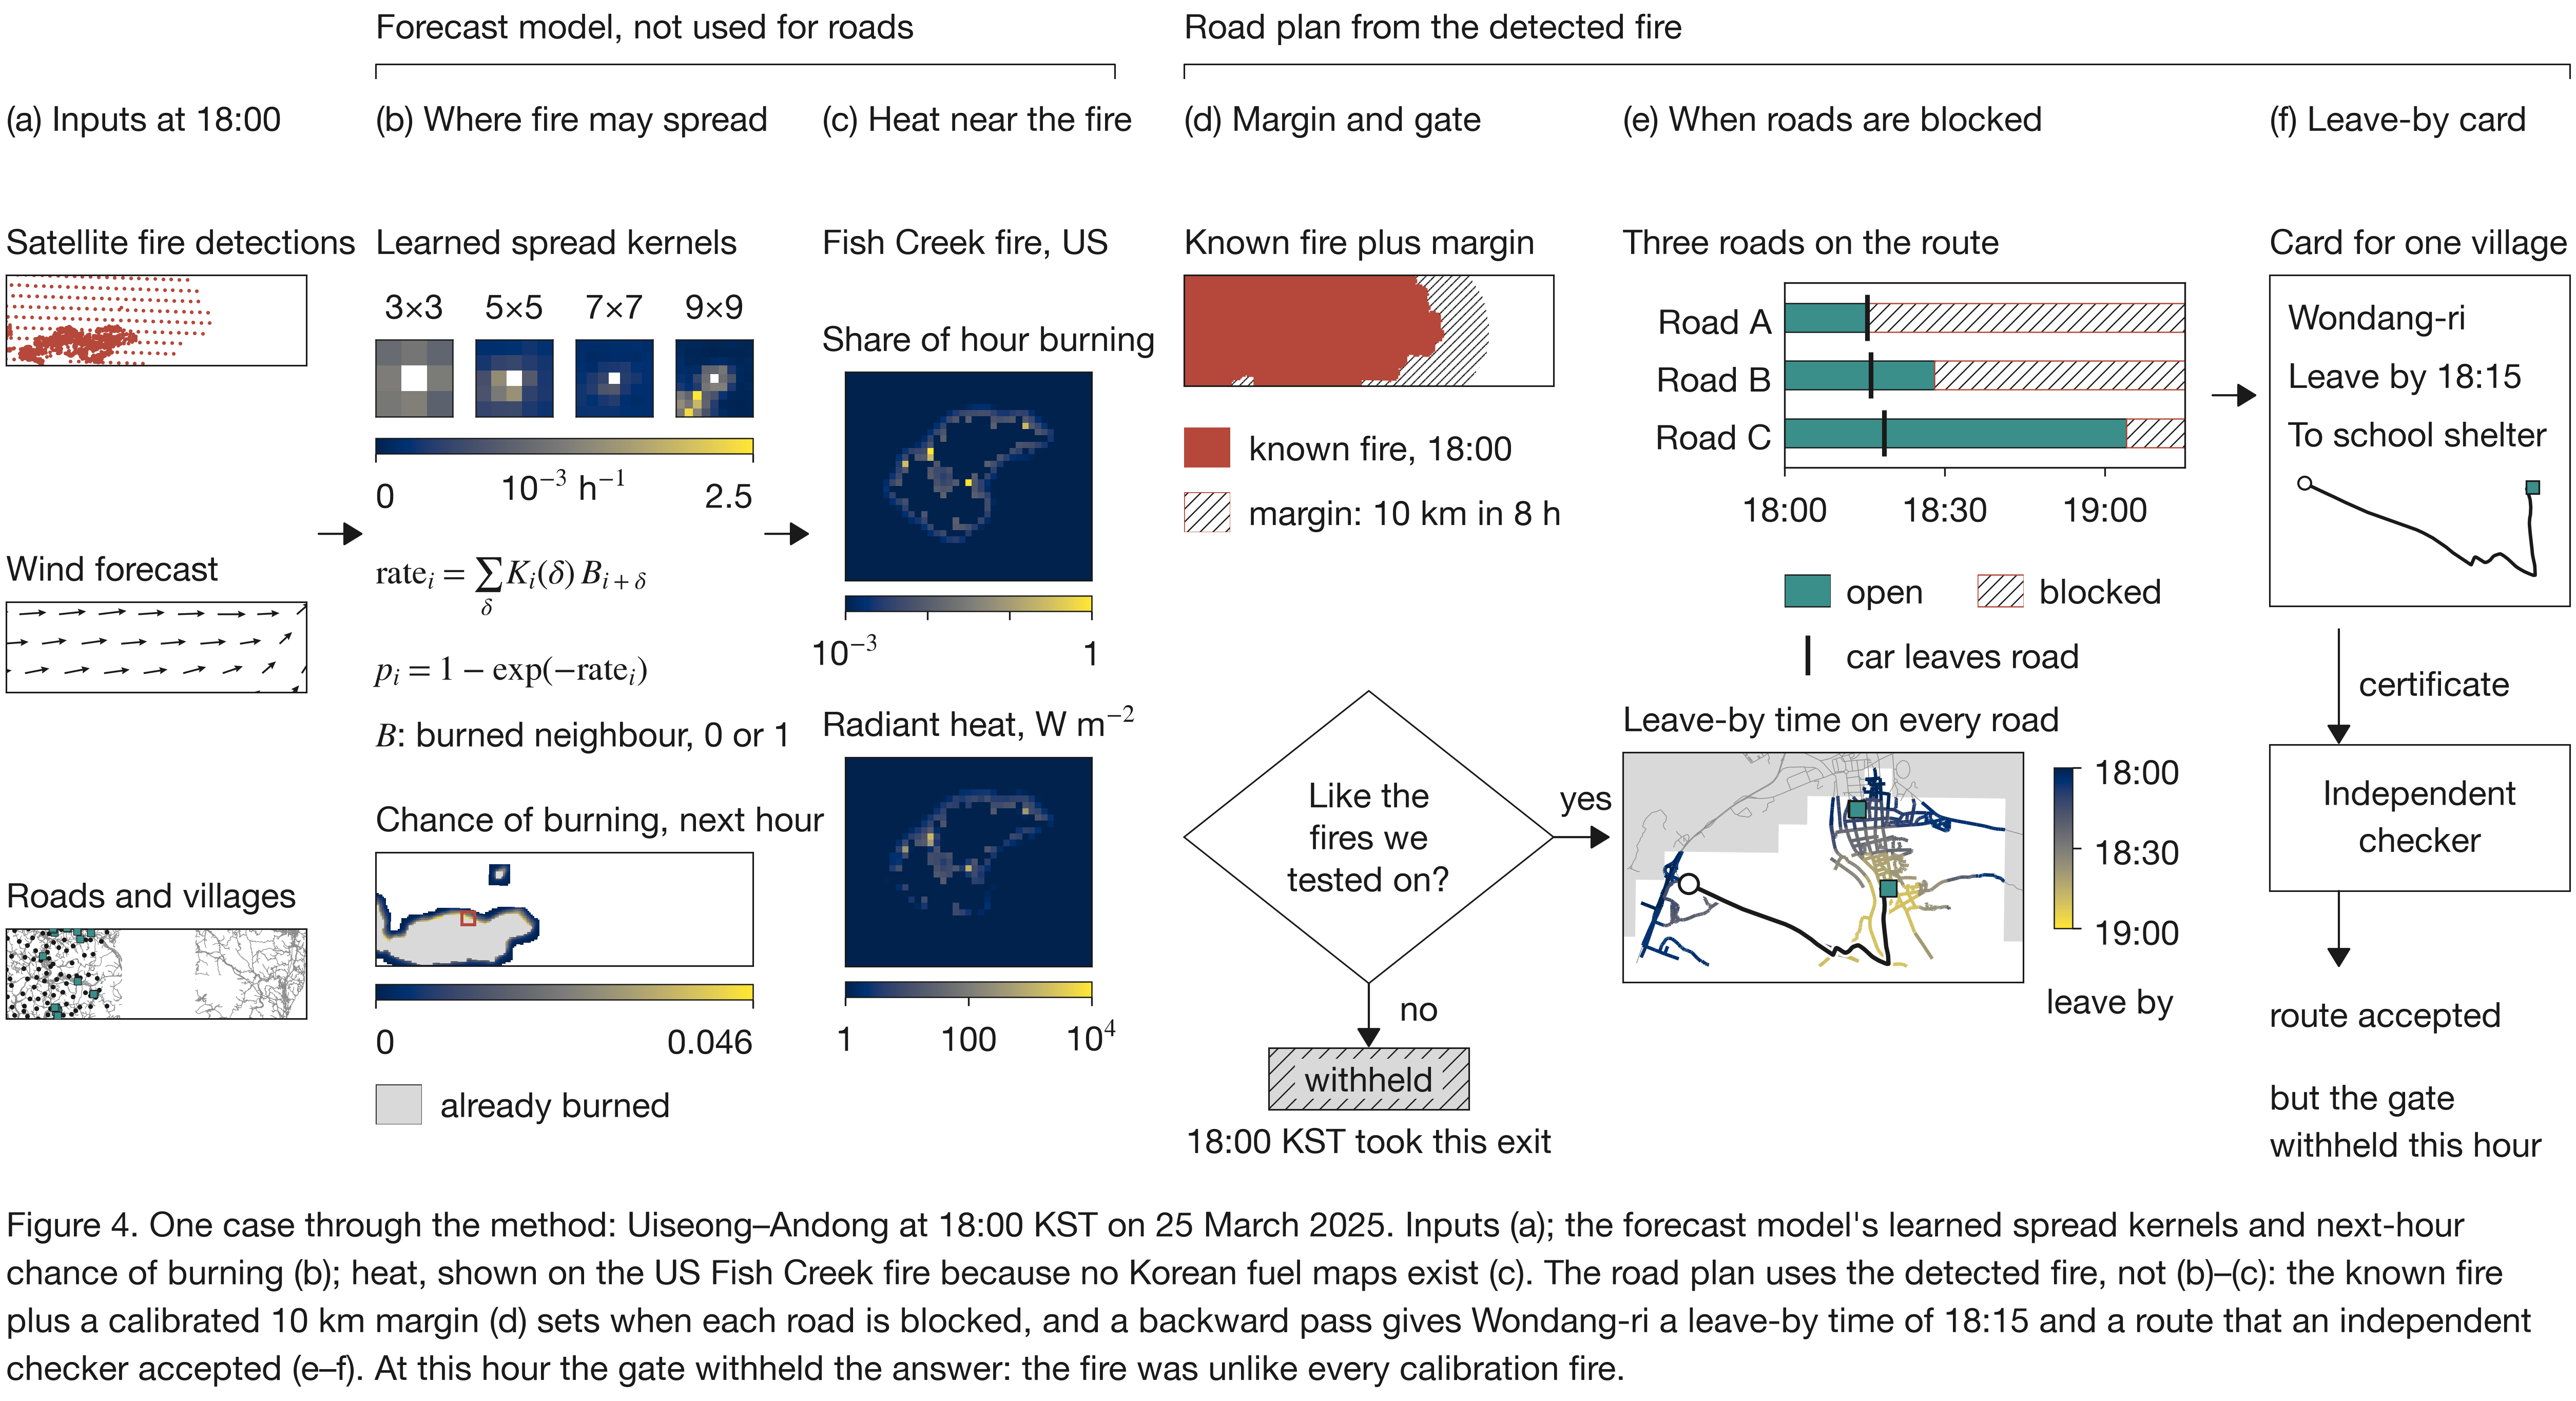 Forecast model, not used for roads
Road plan from the detected fire
(a) Inputs at 18:00
(b) Where fire may spread
(c) Heat near the fire
(d) Margin and gate
(e) When roads are blocked
(f) Leave-by card
Satellite fire detections
Wind forecast
Roads and villages
Learned spread kernels
3×3 5×5 7×7 9×9
0 10⁻³ h⁻¹ 2.5
rateᵢ = ∑ Kᵢ(δ) Bᵢ₊δ
δ
pᵢ = 1 − exp(−rateᵢ)
B: burned neighbour, 0 or 1
Chance of burning, next hour
0 0.046
already burned
Fish Creek fire, US
Share of hour burning
10⁻³ 1
Radiant heat, W m⁻²
1 100 10⁴
Known fire plus margin
known fire, 18:00
margin: 10 km in 8 h
Like the
fires we
tested on?
yes
no
withheld
18:00 KST took this exit
Three roads on the route
Road A
Road B
Road C
18:00 18:30 19:00
open blocked
car leaves road
Leave-by time on every road
18:00
18:30
19:00
leave by
Card for one village
Wondang-ri
Leave by 18:15
To school shelter
certificate
Independent
checker
route accepted
but the gate
withheld this hour
Figure 4. One case through the method: Uiseong–Andong at 18:00 KST on 25 March 2025. Inputs (a); the forecast model's learned spread kernels and next-hour
chance of burning (b); heat, shown on the US Fish Creek fire because no Korean fuel maps exist (c). The road plan uses the detected fire, not (b)–(c): the known fire
plus a calibrated 10 km margin (d) sets when each road is blocked, and a backward pass gives Wondang-ri a leave-by time of 18:15 and a route that an independent
checker accepted (e–f). At this hour the gate withheld the answer: the fire was unlike every calibration fire.